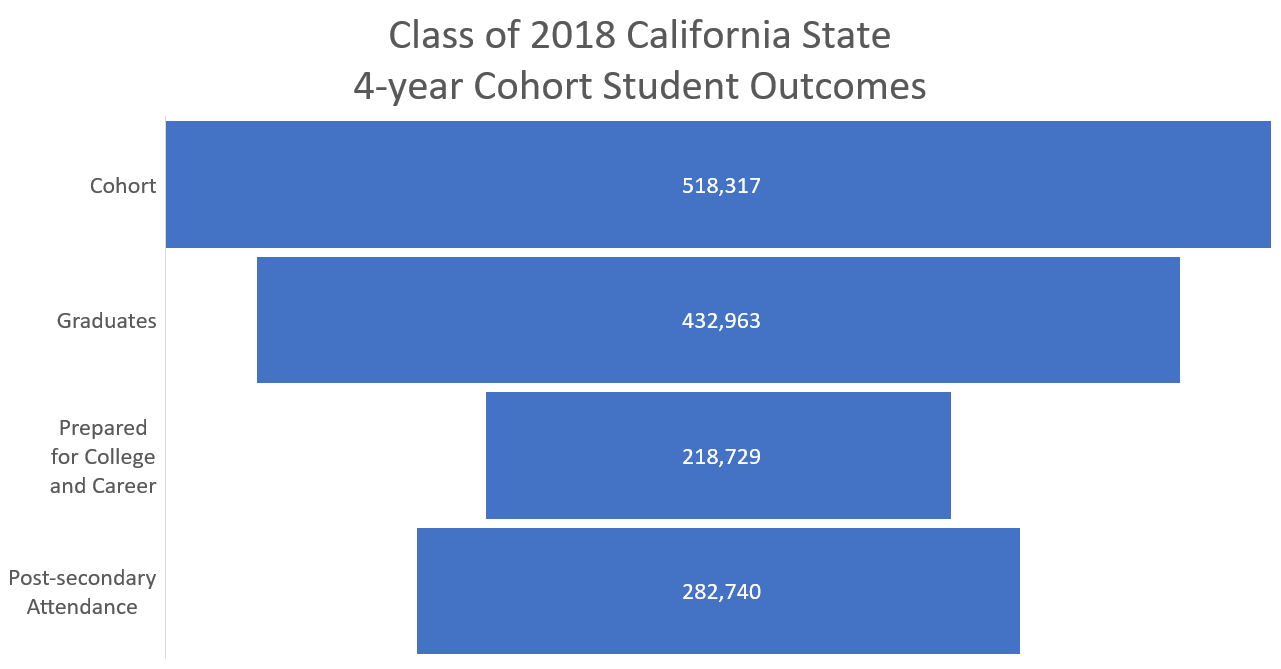 Class of 2018 California State
4-year Cohort Student Outcomes
Cohort
518,317
Graduates
432,963
Prepared
for College
and Career
218,729
Post-secondary
Attendance
282,740